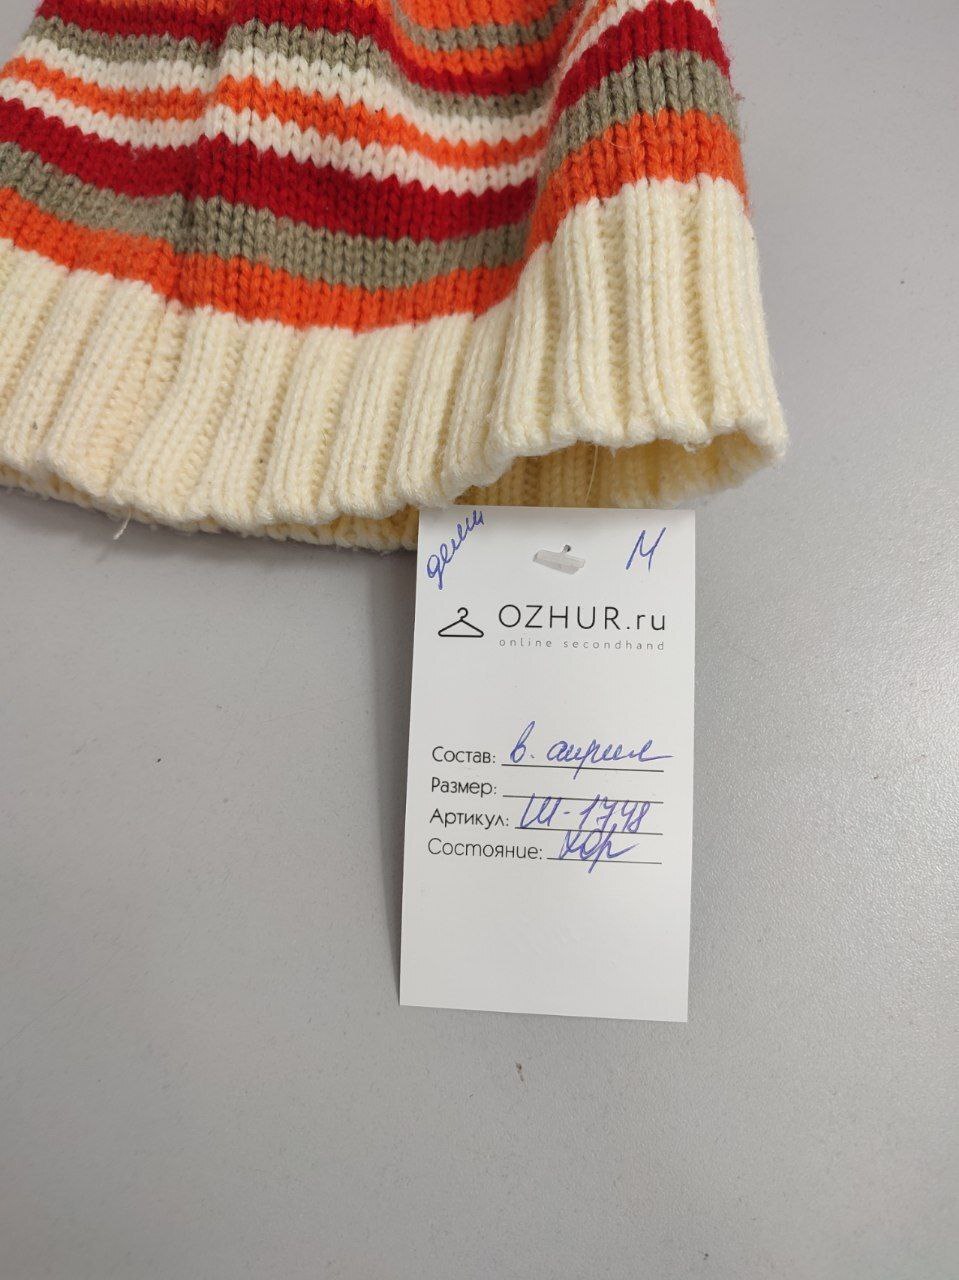 деми М
OZHUR.ru
online secondhand
Состав: в. акрил
Размер:
Артикул: Ш-1748
Состояние: хор